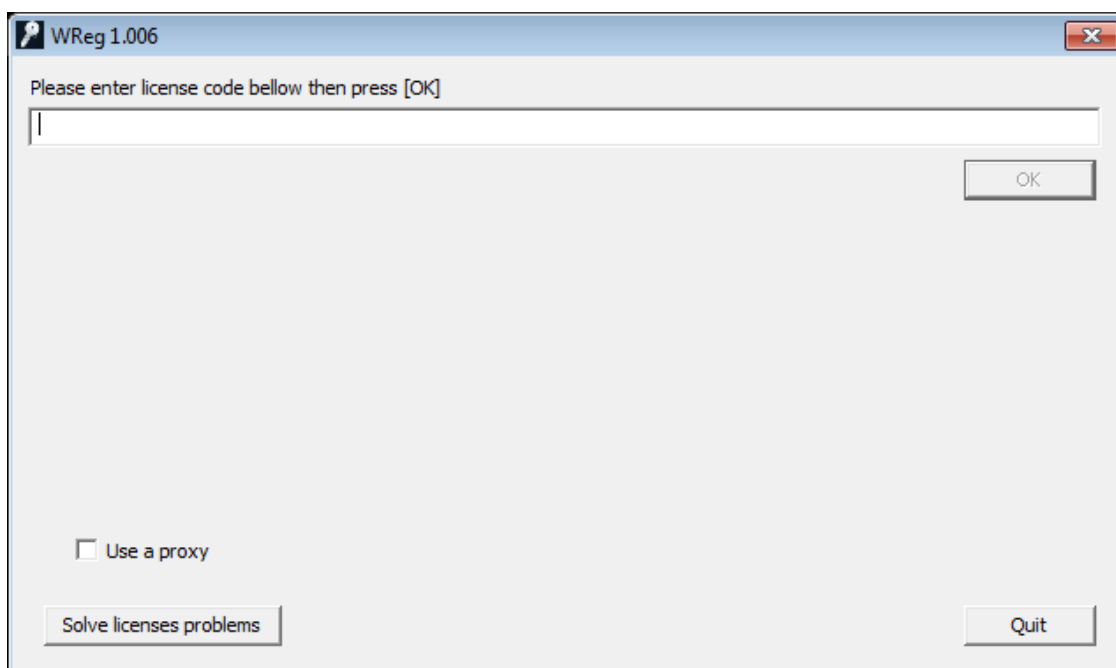 WReg 1.006
Please enter license code bellow then press [OK]
OK
Use a proxy
Solve licenses problems
Quit